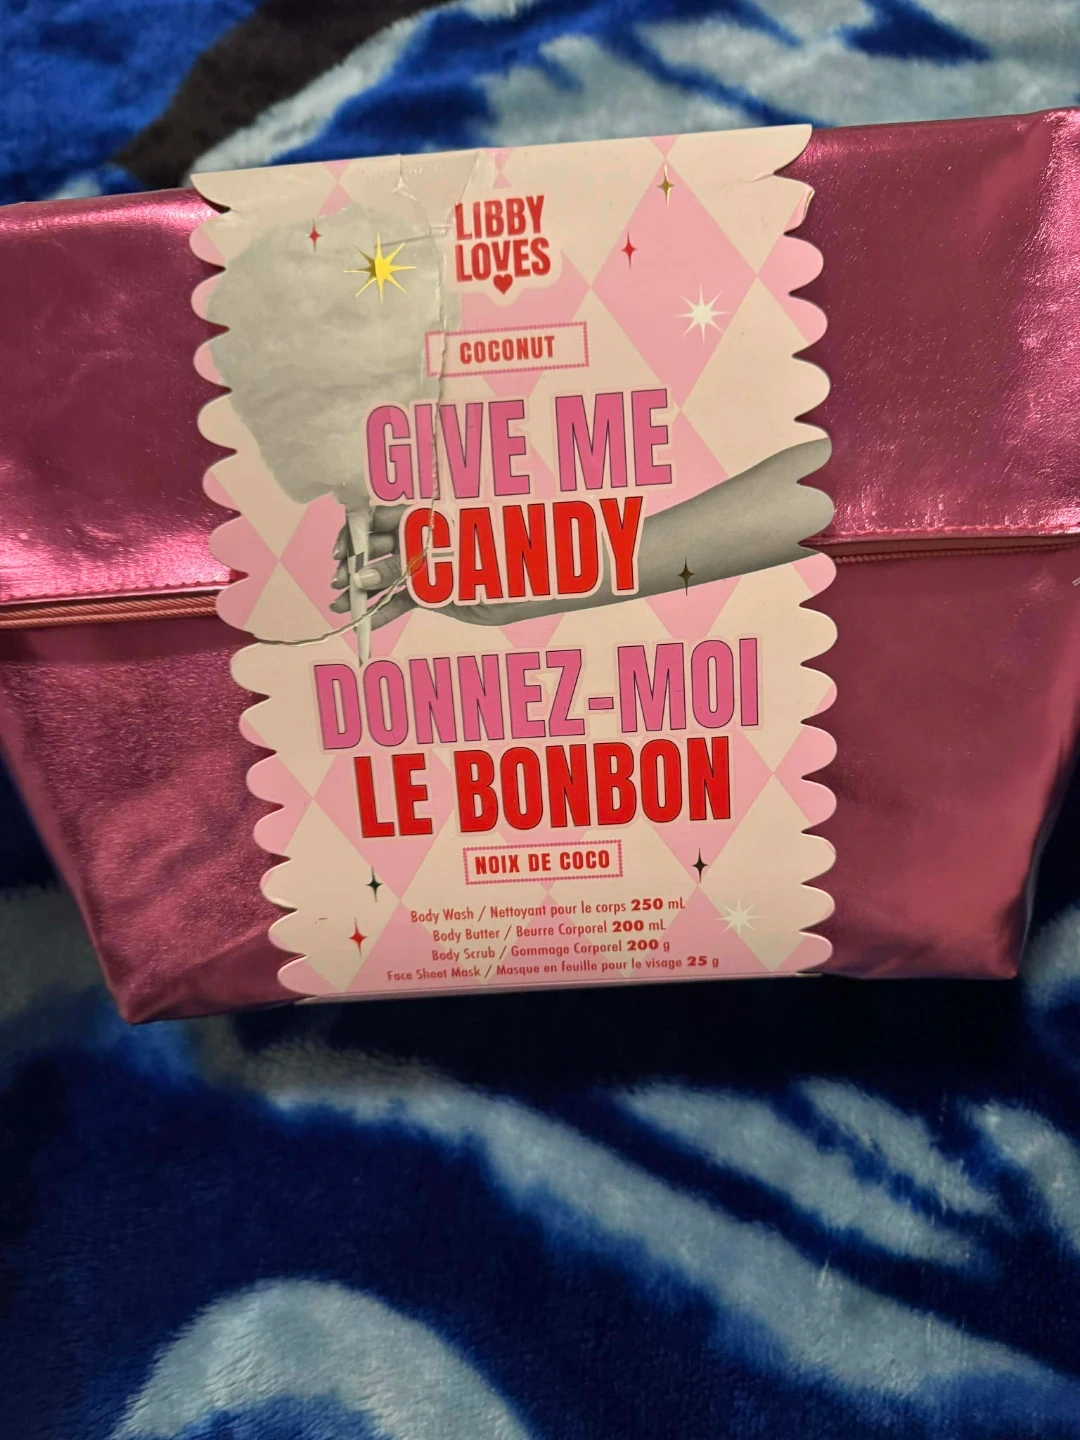 LIBBY
LOVES
COCONUT
GIVE ME
CANDY
DONNEZ-MOI
LE BONBON
NOIX DE COCO
Body Wash / Nettoyant pour le corps 250 mL
Body Butter / Beurre Corporel 200 mL
Body Scrub / Gommage Corporel 200 g
Face Sheet Mask / Masque en feuille pour le visage 25 g